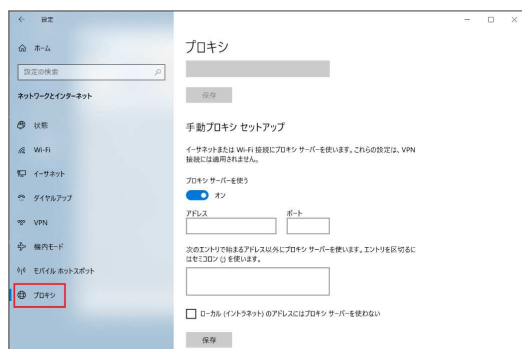 設定
ホーム
設定の検索
ネットワークとインターネット
状態
Wi-Fi
イーサネット
ダイヤルアップ
VPN
機内モード
モバイル ホットスポット
プロキシ
プロキシ
保存
手動プロキシ セットアップ
イーサネットまたは Wi-Fi 接続にプロキシ サーバーを使います。これらの設定は、VPN
接続には適用されません。
プロキシ サーバーを使う
オン
アドレス
ポート
次のエントリで始まるアドレス以外にプロキシ サーバーを使います。エントリを区切るに
はセミコロン (;) を使います。
ローカル (イントラネット) のアドレスにはプロキシ サーバーを使わない
保存